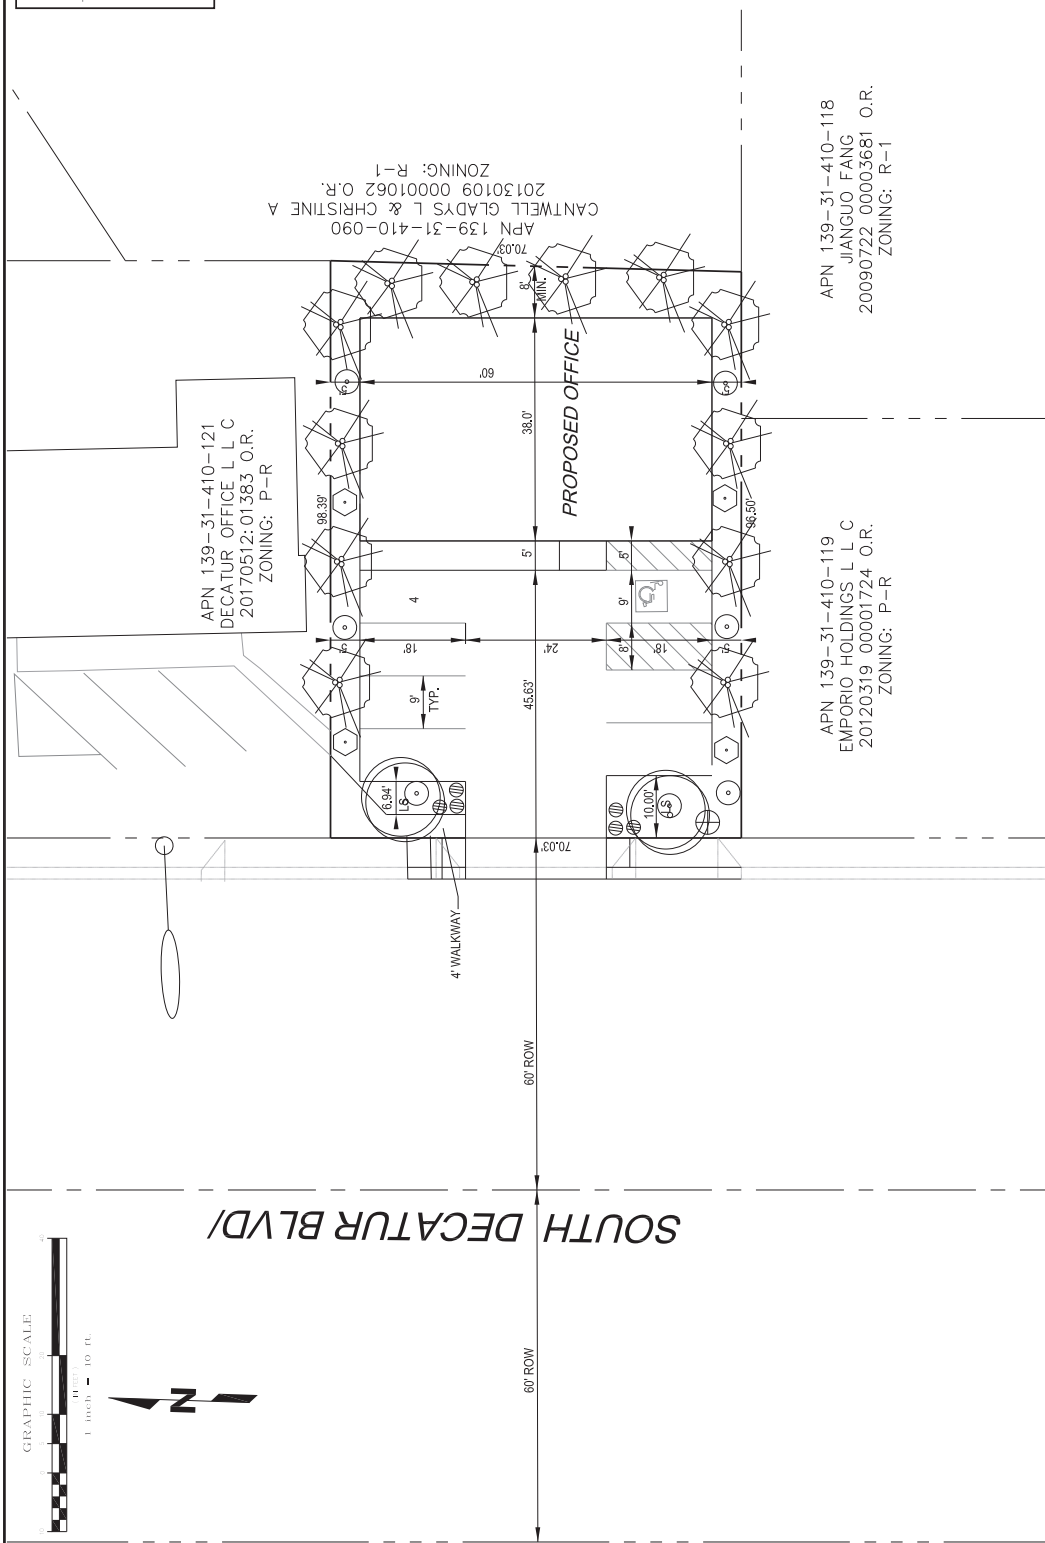 APN 139-31-410-090
CANTWELL GLADYS L & CHRISTINE A
20130109 00001062 O.R.
ZONING: R-1
APN 139-31-410-118
JIANGUO FANG
20090722 00003681 O.R.
ZONING: R-1
APN 139-31-410-121
DECATUR OFFICE L L C
20170512:01383 O.R.
ZONING: P-R
APN 139-31-410-119
EMPORIO HOLDINGS L L C
20120319 00001724 O.R.
ZONING: P-R
70.03'
8'
MIN.
5'
60'
5'
38.0'
PROPOSED OFFICE
98.39'
96.50'
5'
5'
4
9'
5'
18'
24'
8'
18'
5'
9'
TYP.
45.63'
6.94'
LS
10.00'
LS
70.03'
4' WALKWAY
60' ROW
SOUTH DECATUR BLVD/
60' ROW
GRAPHIC SCALE
1 inch = 10 ft.
N